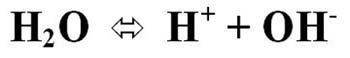 H₂O ⇔ H⁺ + OH⁻